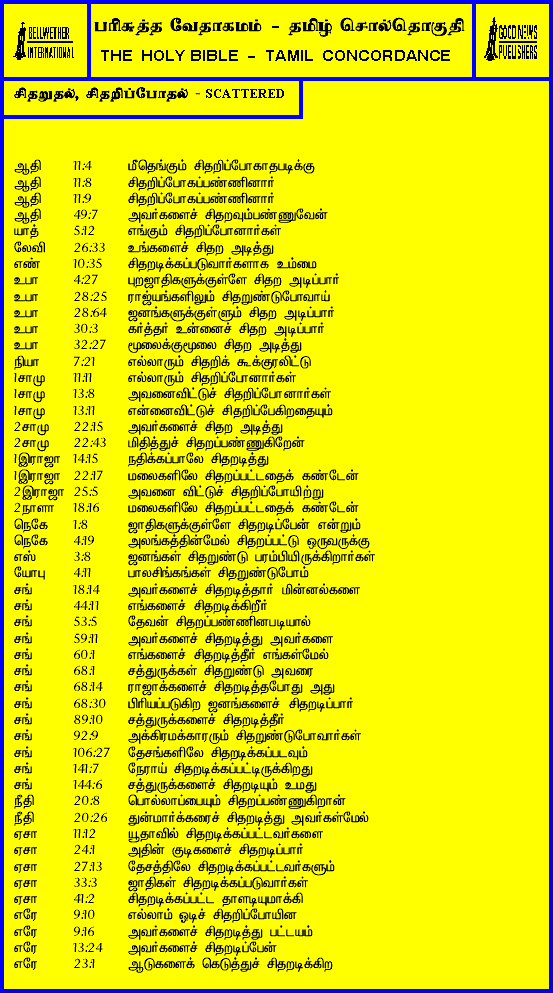 BELLWETHER
INTERNATIONAL
பரிசுத்த வேதாகமம் - தமிழ் சொல்தொகுதி
THE HOLY BIBLE - TAMIL CONCORDANCE
GOOD NEWS
PUBLISHERS
சிதறுதல், சிதறிப்போதல் - SCATTERED
ஆதி 11:4 மீதெங்கும் சிதறிப்போகாதபடிக்கு
ஆதி 11:8 சிதறிப்போகப்பண்ணினார்
ஆதி 11:9 சிதறிப்போகப்பண்ணினார்
ஆதி 49:7 அவர்களைச் சிதறவும்பண்ணுவேன்
யாத் 5:12 எங்கும் சிதறிப்போனார்கள்
லேவி 26:33 உங்களைச் சிதற அடித்து
எண் 10:35 சிதறடிக்கப்படுவார்களாக உம்மை
உபா 4:27 புறஜாதிகளுக்குள்ளே சிதற அடிப்பார்
உபா 28:25 ராஜ்யங்களிலும் சிதறுண்டுபோவாய்
உபா 28:64 ஜனங்களுக்குள்ளும் சிதற அடிப்பார்
உபா 30:3 கர்த்தர் உன்னைச் சிதற அடிப்பார்
உபா 32:27 மூலைக்குமூலை சிதற அடித்து
நியா 7:21 எல்லாரும் சிதறிக் கூக்குரலிட்டு
1சாமு 11:11 எல்லாரும் சிதறிப்போனார்கள்
1சாமு 13:8 அவனைவிட்டுச் சிதறிப்போனார்கள்
1சாமு 13:11 என்னைவிட்டுச் சிதறிப்பேகிறதையும்
2சாமு 22:15 அவர்களைச் சிதற அடித்து
2சாமு 22:43 மிதித்துச் சிதறப்பண்ணுகிறேன்
1இராஜா 14:15 நதிக்கப்பாலே சிதறடித்து
1இராஜா 22:17 மலைகளிலே சிதறப்பட்டதைக் கண்டேன்
2இராஜா 25:5 அவனை விட்டுச் சிதறிப்போயிற்று
2நாளா 18:16 மலைகளிலே சிதறப்பட்டதைக் கண்டேன்
நெகே 1:8 ஜாதிகளுக்குள்ளே சிதறடிப்பேன் என்றும்
நெகே 4:19 அலங்கத்தின்மேல் சிதறப்பட்டு ஒருவருக்கு
எஸ் 3:8 ஜனங்கள் சிதறுண்டு பரம்பியிருக்கிறார்கள்
யோபு 4:11 பாலசிங்கங்கள் சிதறுண்டுபோம்
சங் 18:14 அவர்களைச் சிதறடித்தார் மின்னல்களை
சங் 44:11 எங்களைச் சிதறடிக்கிறீர்
சங் 53:5 தேவன் சிதறப்பண்ணினபடியால்
சங் 59:11 அவர்களைச் சிதறடித்து அவர்களை
சங் 60:1 எங்களைச் சிதறடித்தீர் எங்கள்மேல்
சங் 68:1 சத்துருக்கள் சிதறுண்டு அவரை
சங் 68:14 ராஜாக்களைச் சிதறடித்தபோது அது
சங் 68:30 பிரியப்படுகிற ஜனங்களைச் சிதறடிப்பார்
சங் 89:10 சத்துருக்களைச் சிதறடித்தீர்
சங் 92:9 அக்கிரமக்காரரும் சிதறுண்டுபோவார்கள்
சங் 106:27 தேசங்களிலே சிதறடிக்கப்படவும்
சங் 141:7 நேராய் சிதறடிக்கப்பட்டிருக்கிறது
சங் 144:6 சத்துருக்களைச் சிதறடியும் உமது
நீதி 20:8 பொல்லாப்பையும் சிதறப்பண்ணுகிறான்
நீதி 20:26 துன்மார்க்கரைச் சிதறடித்து அவர்கள்மேல்
ஏசா 11:12 யூதாவில் சிதறடிக்கப்பட்டவர்களை
ஏசா 24:1 அதின் குடிகளைச் சிதறடிப்பார்
ஏசா 27:13 தேசத்திலே சிதறடிக்கப்பட்டவர்களும்
ஏசா 33:3 ஜாதிகள் சிதறடிக்கப்படுவார்கள்
ஏசா 41:2 சிதறடிக்கப்பட்ட தாளடியுமாக்கி
எரே 9:10 எல்லாம் ஓடிச் சிதறிப்போயின
எரே 9:16 அவர்களைச் சிதறடித்து பட்டயம்
எரே 13:24 அவர்களைச் சிதறடிப்பேன்
எரே 23:1 ஆடுகளைக் கெடுத்துச் சிதறடிக்கிற